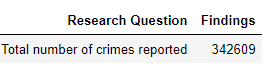 Research Question Findings
Total number of crimes reported 342609